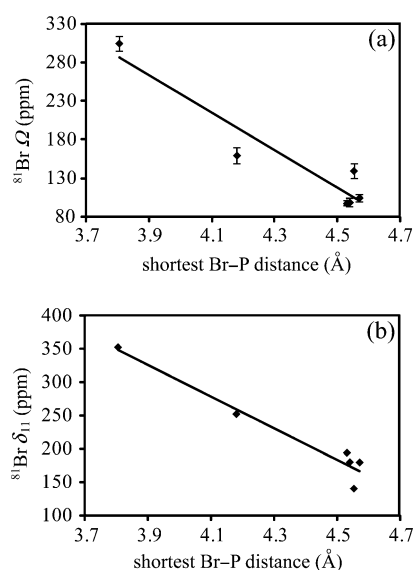 (a)
⁸¹Br Ω (ppm)
330
280
230
180
130
80
3.7 3.9 4.1 4.3 4.5 4.7
shortest Br–P distance (Å)
(b)
⁸¹Br δ₁₁ (ppm)
400
350
300
250
200
150
100
3.7 3.9 4.1 4.3 4.5 4.7
shortest Br–P distance (Å)